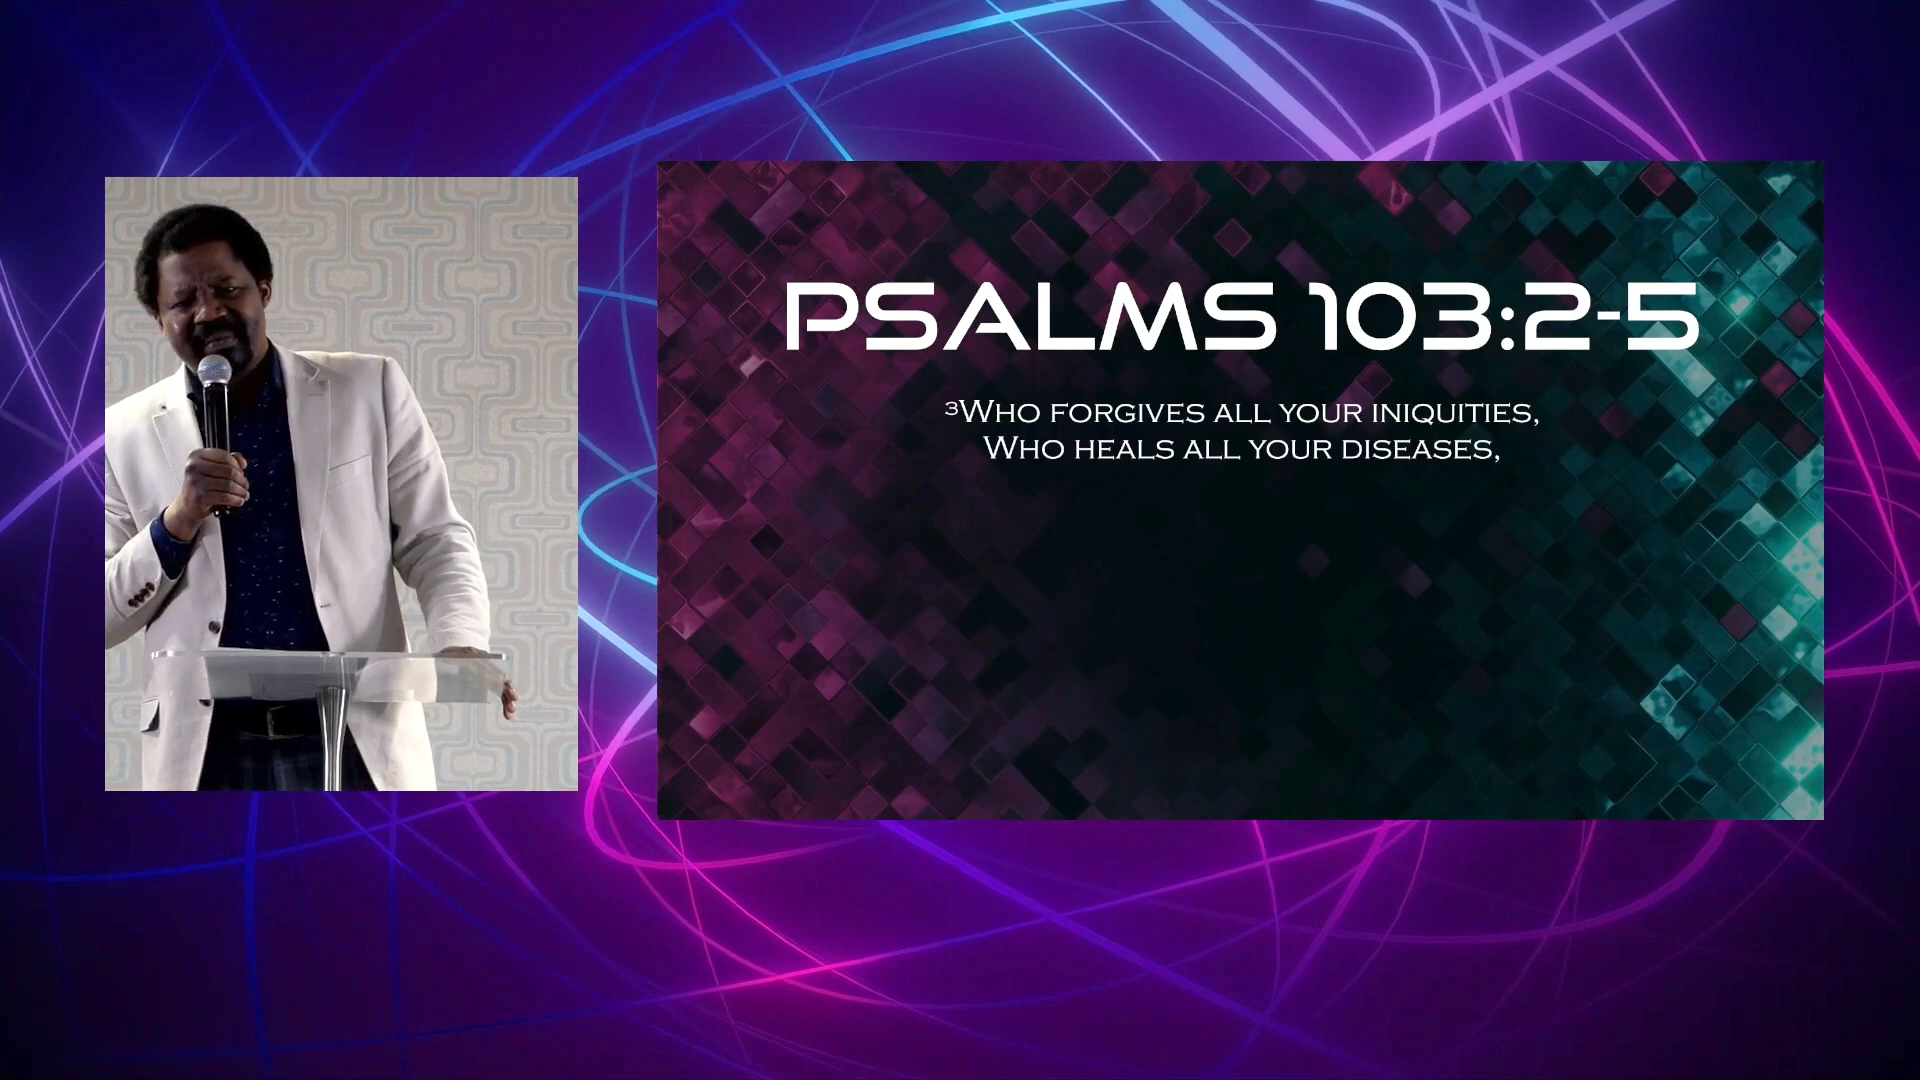 PSALMS 103:2-5
³WHO FORGIVES ALL YOUR INIQUITIES,
WHO HEALS ALL YOUR DISEASES,